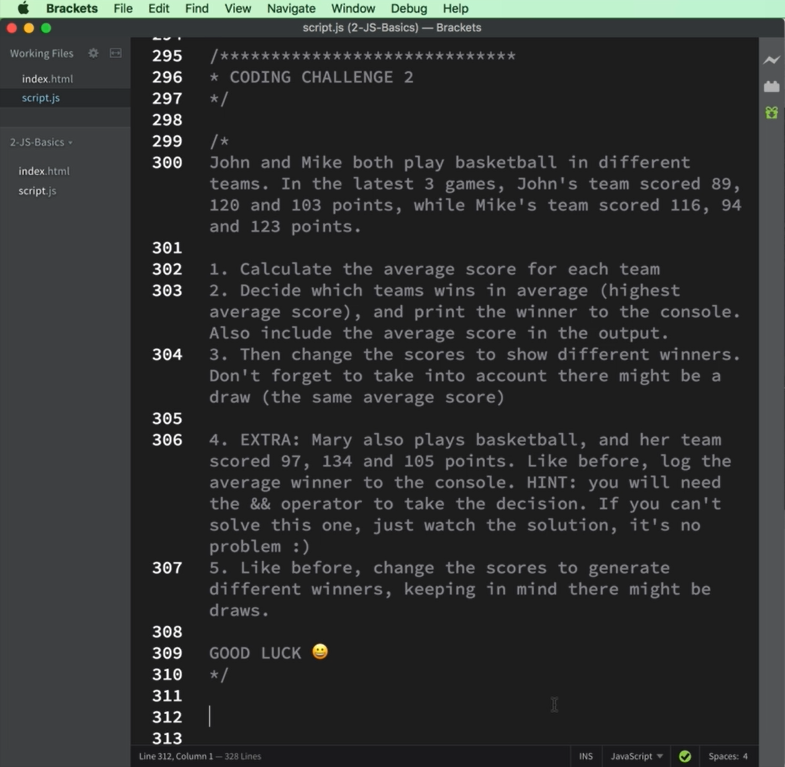 Brackets File Edit Find View Navigate Window Debug Help
script.js (2-JS-Basics) — Brackets
Working Files
index.html
script.js
2-JS-Basics
index.html
script.js
294
295 /*****************************
296 * CODING CHALLENGE 2
297 */
298
299 /*
300 John and Mike both play basketball in different
teams. In the latest 3 games, John's team scored 89,
120 and 103 points, while Mike's team scored 116, 94
and 123 points.
301
302 1. Calculate the average score for each team
303 2. Decide which teams wins in average (highest
average score), and print the winner to the console.
Also include the average score in the output.
304 3. Then change the scores to show different winners.
Don't forget to take into account there might be a
draw (the same average score)
305
306 4. EXTRA: Mary also plays basketball, and her team
scored 97, 134 and 105 points. Like before, log the
average winner to the console. HINT: you will need
the && operator to take the decision. If you can't
solve this one, just watch the solution, it's no
problem :)
307 5. Like before, change the scores to generate
different winners, keeping in mind there might be
draws.
308
309 GOOD LUCK 😀
310 */
311
312
313
Line 312, Column 1 — 328 Lines INS JavaScript Spaces: 4